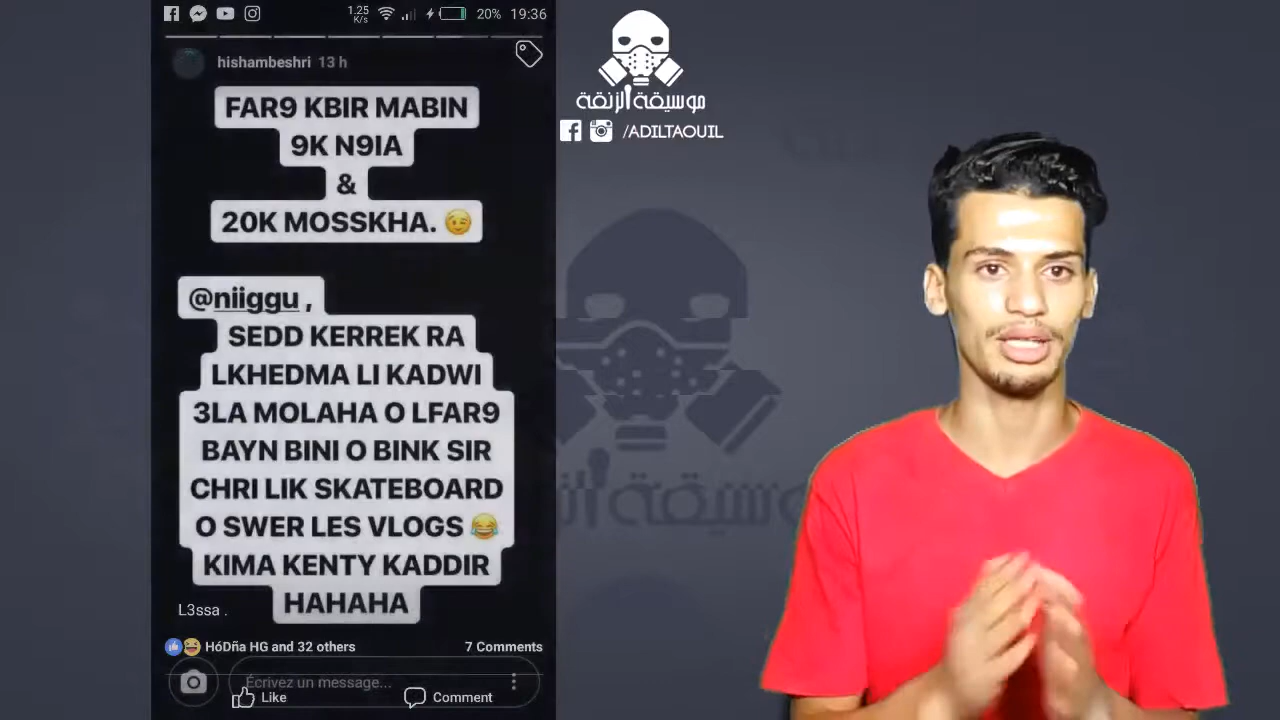 1.25
K/s
20%
19:36
hishambeshri 13 h
FAR9 KBIR MABIN
9K N9IA
&
20K MOSSKHA. 😉
@niiggu ,
SEDD KERREK RA
LKHEDMA LI KADWI
3LA MOLAHA O LFAR9
BAYN BINI O BINK SIR
CHRI LIK SKATEBOARD
O SWER LES VLOGS 😂
KIMA KENTY KADDIR
HAHAHA
L3ssa .
HóDña HG and 32 others
7 Comments
Écrivez un message...
Like
Comment
موسيقة الزنقة
/ADILTAOUIL